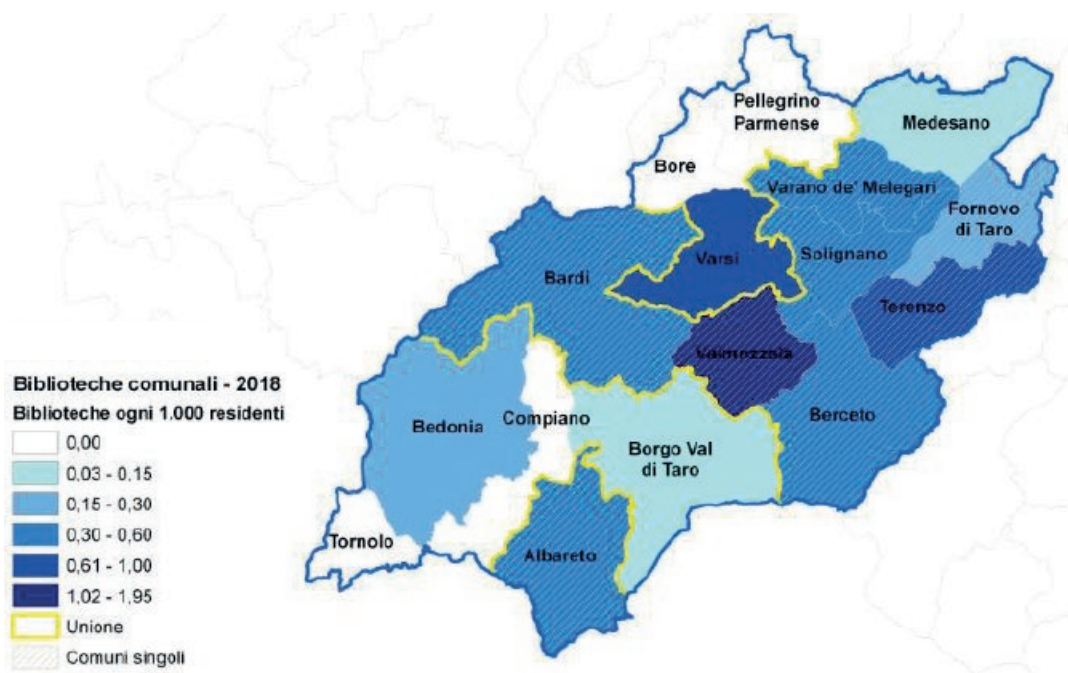 Pellegrino
Parmense
Medesano
Bore
Varano de' Melegari
Fornovo
di Taro
Bardi
Varsi
Solignano
Terenzo
Valmozzola
Biblioteche comunali - 2018
Biblioteche ogni 1.000 residenti
0,00
0,03 - 0,15
0,15 - 0,30
0,30 - 0,60
0,61 - 1,00
1,02 - 1,95
Unione
Comuni singoli
Bedonia
Compiano
Berceto
Borgo Val
di Taro
Tornolo
Albareto